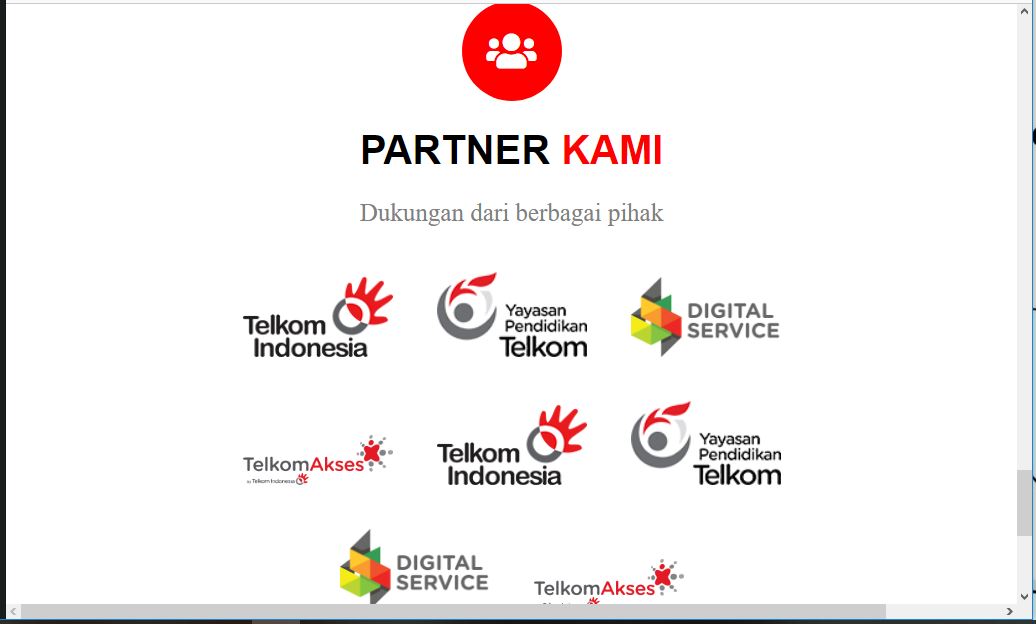 PARTNER KAMI
Dukungan dari berbagai pihak
Telkom
Indonesia
Yayasan
Pendidikan
Telkom
DIGITAL
SERVICE
TelkomAkses
by Telkom Indonesia
Telkom
Indonesia
Yayasan
Pendidikan
Telkom
DIGITAL
SERVICE
TelkomAkses